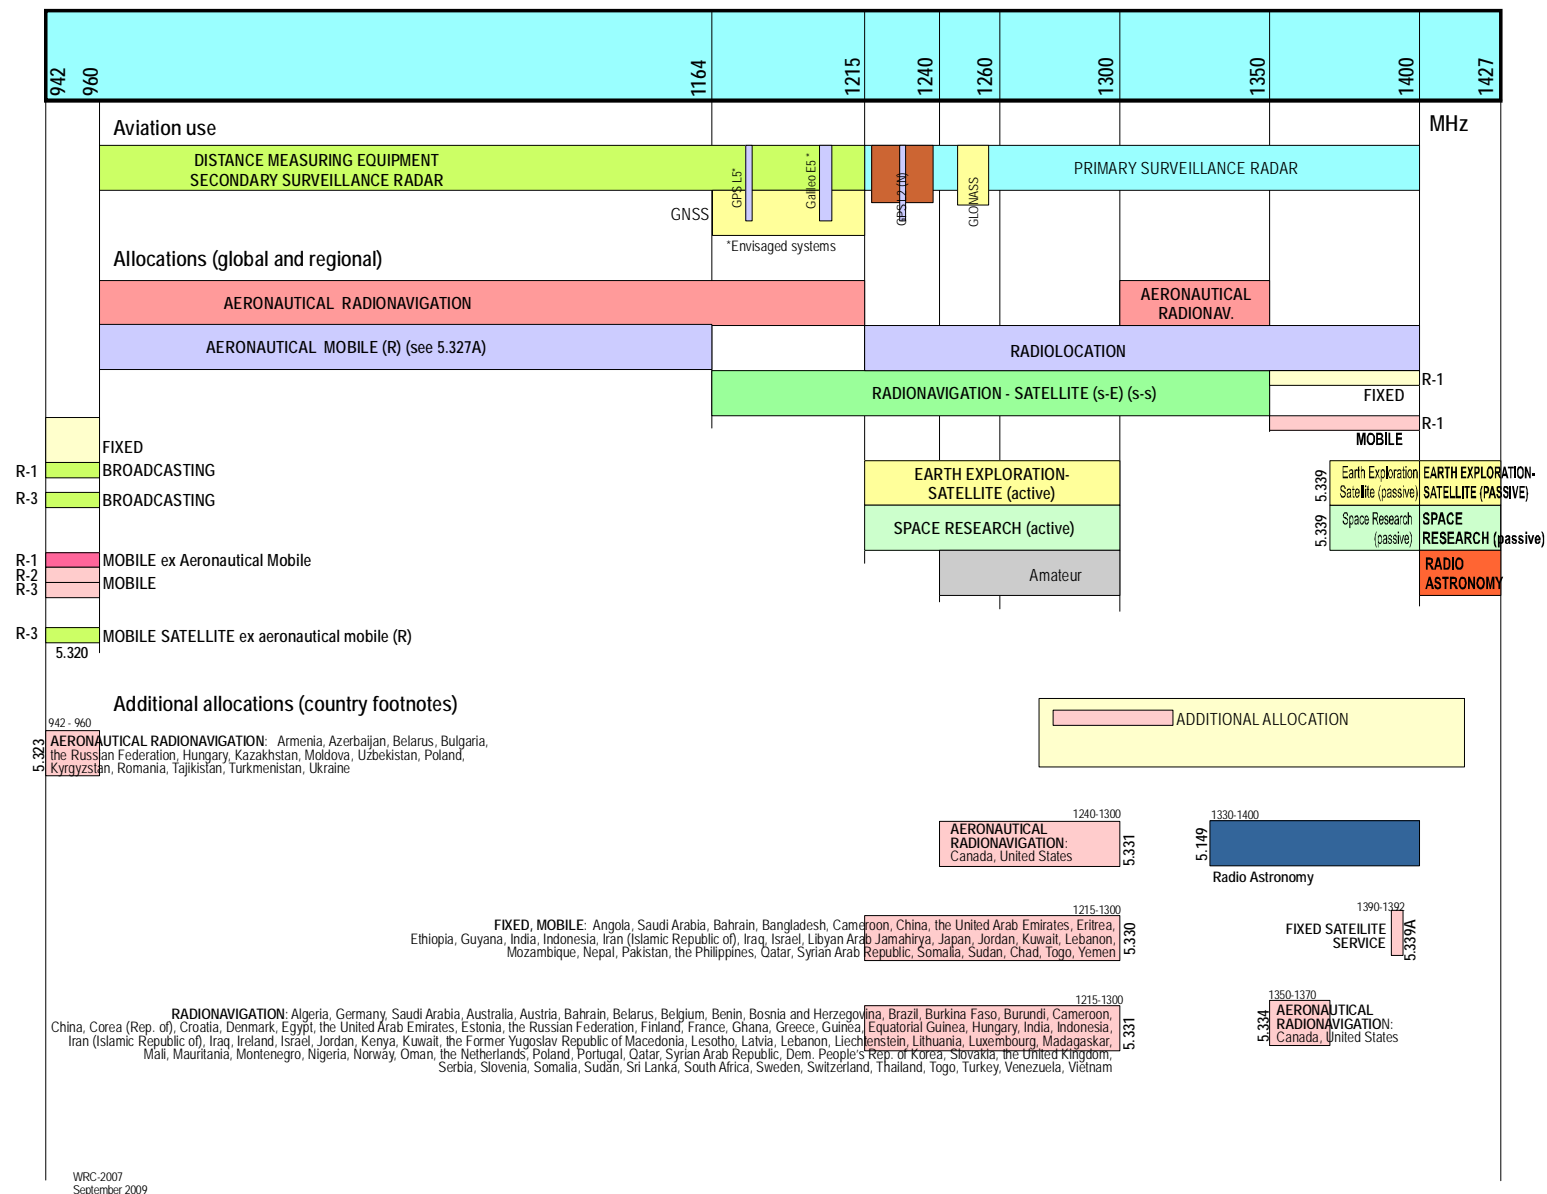 942
960
1164
1215
1240
1260
1300
1350
1400
1427
MHz
Aviation use
DISTANCE MEASURING EQUIPMENT
SECONDARY SURVEILLANCE RADAR
GPS L5*
Galileo E5 *
GPS L2 (N)
GLONASS
PRIMARY SURVEILLANCE RADAR
GNSS
*Envisaged systems
Allocations (global and regional)
AERONAUTICAL RADIONAVIGATION
AERONAUTICAL
RADIONAV.
AERONAUTICAL MOBILE (R) (see 5.327A)
RADIOLOCATION
RADIONAVIGATION - SATELLITE (s-E) (s-s)
R-1
FIXED
R-1
MOBILE
FIXED
R-1
BROADCASTING
R-3
BROADCASTING
EARTH EXPLORATION-
SATELLITE (active)
5.339
Earth Exploration
Satellite (passive)
EARTH EXPLORATION-
SATELLITE (PASSIVE)
SPACE RESEARCH (active)
5.339
Space Research
(passive)
SPACE
RESEARCH (passive)
R-1
MOBILE ex Aeronautical Mobile
R-2
R-3
MOBILE
Amateur
RADIO
ASTRONOMY
R-3
MOBILE SATELLITE ex aeronautical mobile (R)
5.320
Additional allocations (country footnotes)
ADDITIONAL ALLOCATION
942 - 960
5.323
AERONAUTICAL RADIONAVIGATION: Armenia, Azerbaijan, Belarus, Bulgaria,
the Russian Federation, Hungary, Kazakhstan, Moldova, Uzbekistan, Poland,
Kyrgyzstan, Romania, Tajikistan, Turkmenistan, Ukraine
1240-1300
AERONAUTICAL
RADIONAVIGATION:
Canada, United States
5.331
1330-1400
5.149
Radio Astronomy
1215-1300
FIXED, MOBILE: Angola, Saudi Arabia, Bahrain, Bangladesh, Cameroon, China, the United Arab Emirates, Eritrea,
Ethiopia, Guyana, India, Indonesia, Iran (Islamic Republic of), Iraq, Israel, Libyan Arab Jamahirya, Japan, Jordan, Kuwait, Lebanon,
Mozambique, Nepal, Pakistan, the Philippines, Qatar, Syrian Arab Republic, Somalia, Sudan, Chad, Togo, Yemen
5.330
1390-1392
FIXED SATEILITE
SERVICE
5.339A
1215-1300
RADIONAVIGATION: Algeria, Germany, Saudi Arabia, Australia, Austria, Bahrain, Belarus, Belgium, Benin, Bosnia and Herzegovina, Brazil, Burkina Faso, Burundi, Cameroon,
China, Corea (Rep. of), Croatia, Denmark, Egypt, the United Arab Emirates, Estonia, the Russian Federation, Finland, France, Ghana, Greece, Guinea, Equatorial Guinea, Hungary, India, Indonesia,
Iran (Islamic Republic of), Iraq, Ireland, Israel, Jordan, Kenya, Kuwait, the Former Yugoslav Republic of Macedonia, Lesotho, Latvia, Lebanon, Liechtenstein, Lithuania, Luxembourg, Madagaskar,
Mali, Mauritania, Montenegro, Nigeria, Norway, Oman, the Netherlands, Poland, Portugal, Qatar, Syrian Arab Republic, Dem. People's Rep. of Korea, Slovakla, the United Kingdom,
Serbia, Slovenia, Somalia, Sudan, Sri Lanka, South Africa, Sweden, Switzerland, Thailand, Togo, Turkey, Venezuela, Vietnam
5.331
1350-1370
5.334
AERONAUTICAL
RADIONAVIGATION:
Canada, United States
WRC-2007
September 2009